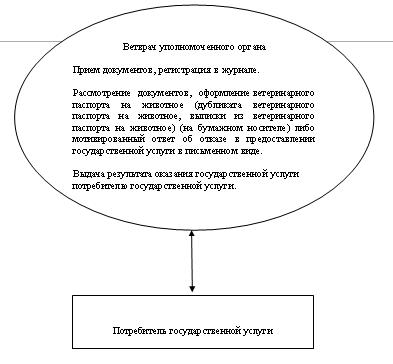 Ветврач уполномоченного органа
Прием документов, регистрация в журнале.
Рассмотрение документов, оформление ветеринарного
паспорта на животное (дубликата ветеринарного
паспорта на животное, выписки из ветеринарного
паспорта на животное) (на бумажном носителе) либо
мотивированный ответ об отказе в предоставлении
государственной услуги в письменном виде.
Выдача результата оказания государственной услуги
потребителю государственной услуги.
Потребитель государственной услуги